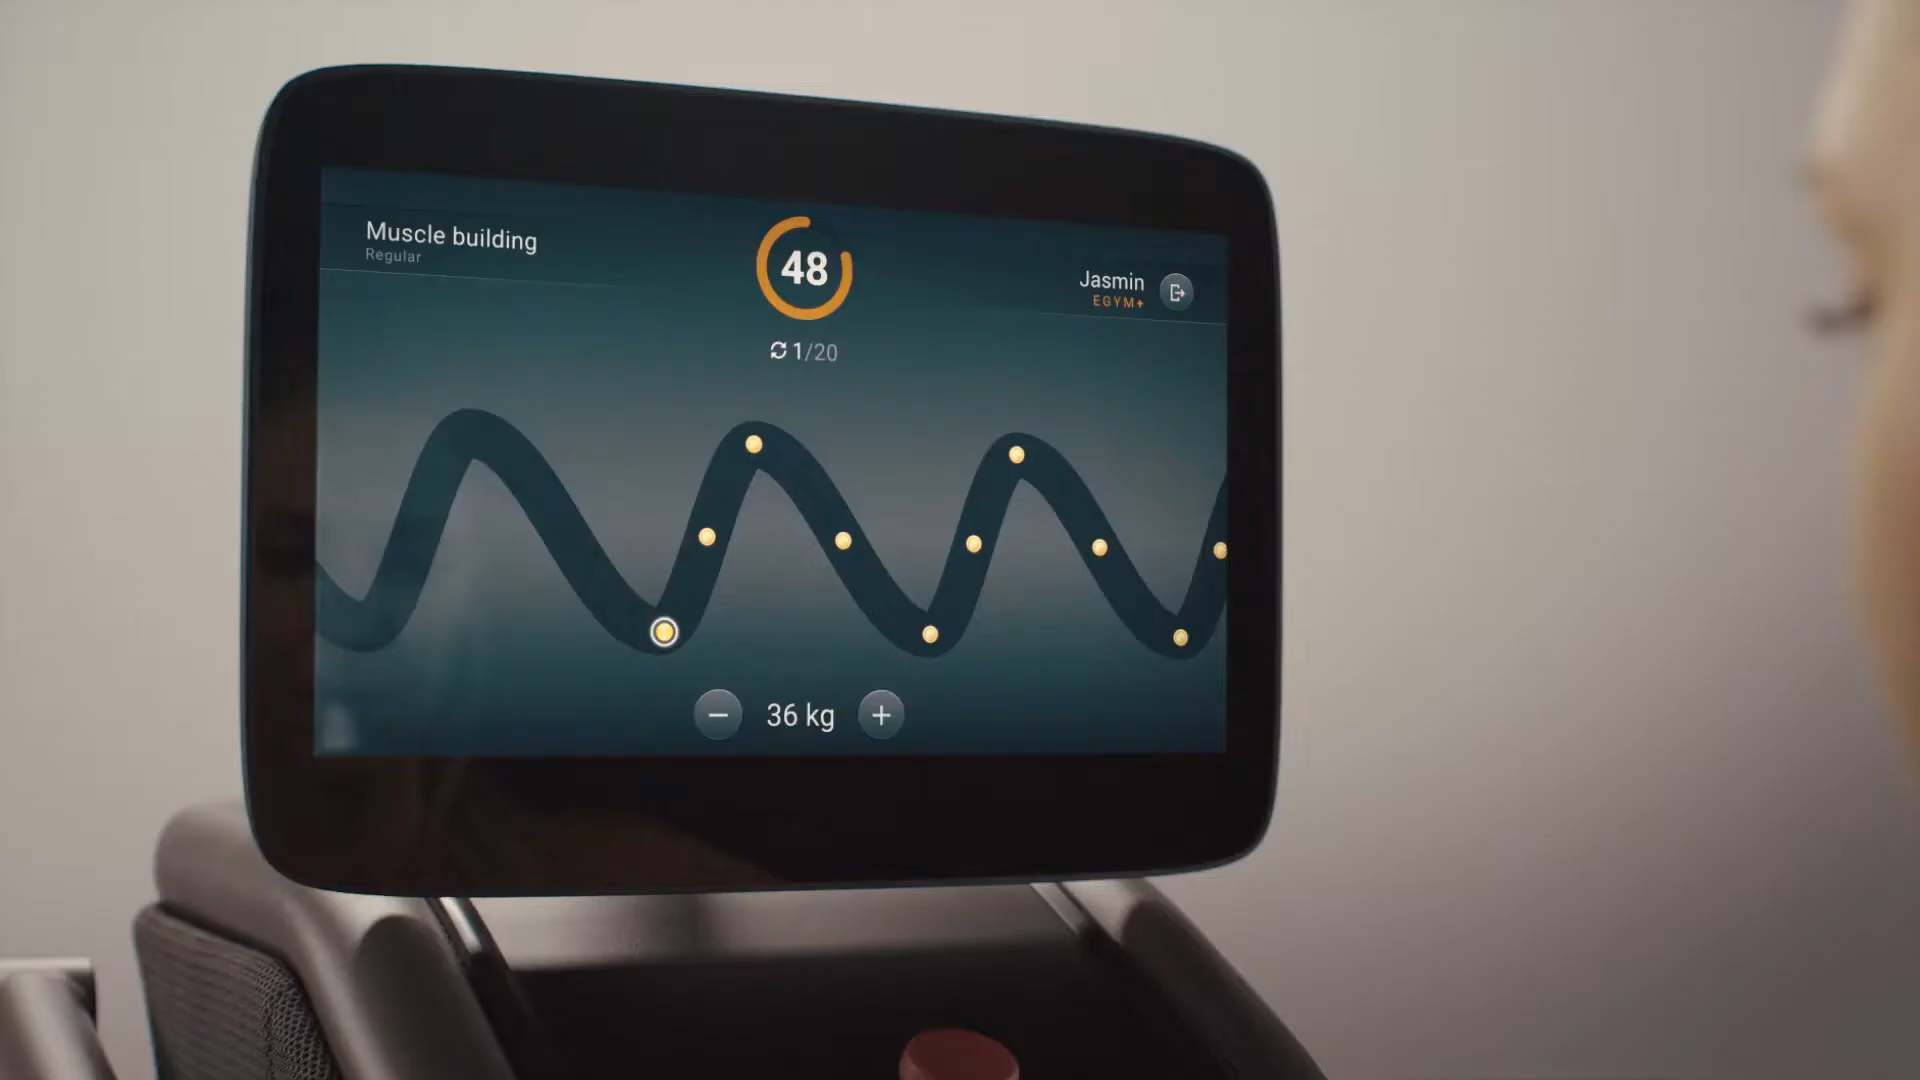 Muscle building
Regular
48
1/20
Jasmin
EGYM+
− 36 kg +